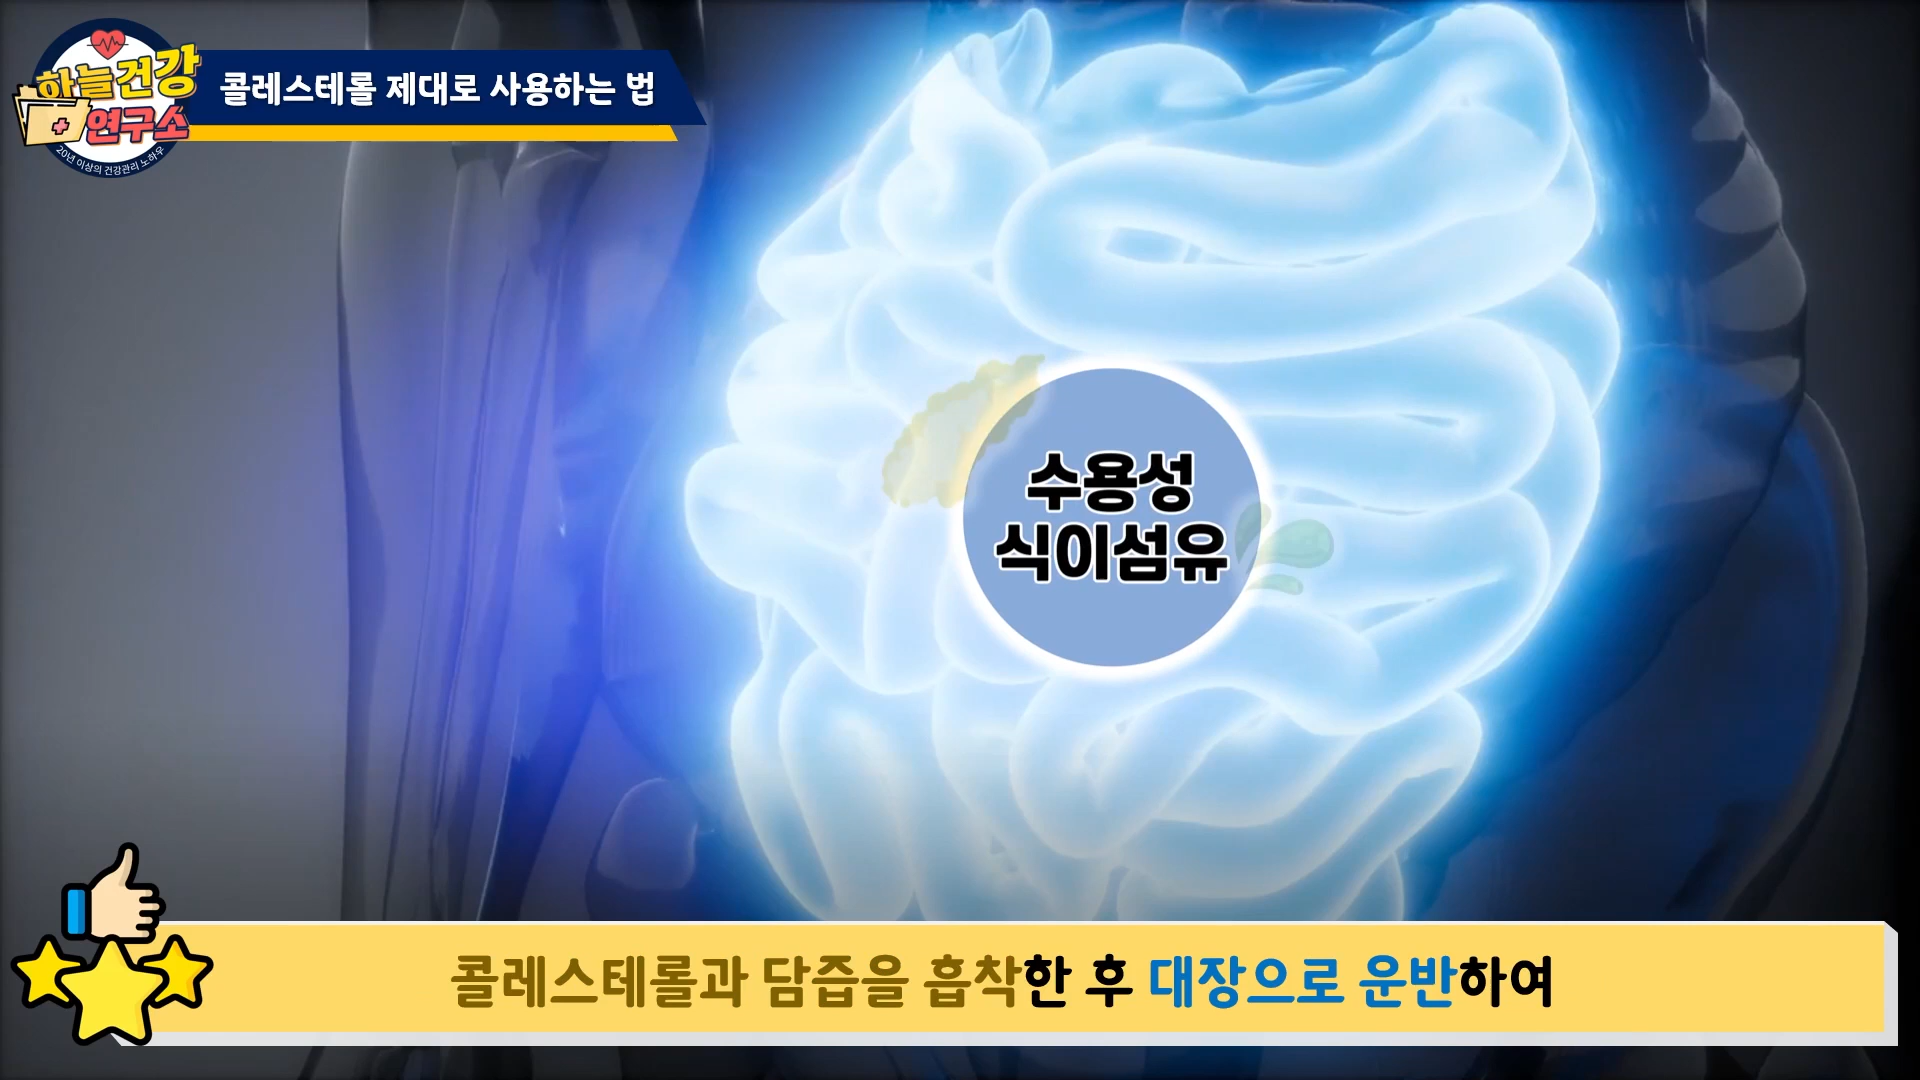 하늘건강
연구소
20년 이상의 건강관리 노하우
콜레스테롤 제대로 사용하는 법
수용성
식이섬유
콜레스테롤과 담즙을 흡착한 후 대장으로 운반하여